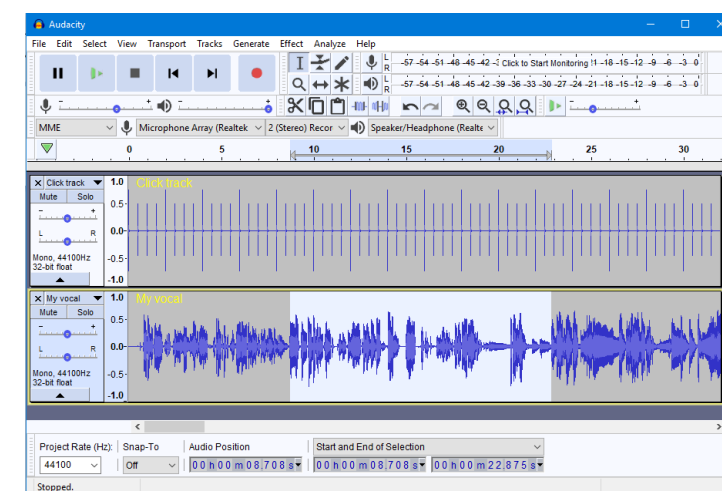 Audacity
File Edit Select View Transport Tracks Generate Effect Analyze Help
L R -57 -54 -51 -48 -45 -42 -3 Click to Start Monitoring !1 -18 -15 -12 -9 -6 -3 0
L R -57 -54 -51 -48 -45 -42 -39 -36 -33 -30 -27 -24 -21 -18 -15 -12 -9 -6 -3 0
- + - +
- +
MME Microphone Array (Realtek 2 (Stereo) Recor Speaker/Headphone (Realte
0 5 10 15 20 25 30
× Click track 1.0 Click track
Mute Solo 0.5
- +
L R 0.0
Mono, 44100Hz -0.5
32-bit float
-1.0
× My vocal 1.0 My vocal
Mute Solo 0.5
- +
L R 0.0
Mono, 44100Hz -0.5
32-bit float
-1.0
Project Rate (Hz): Snap-To Audio Position Start and End of Selection
44100 Off 00 h 00 m 08.708 s 00 h 00 m 08.708 s 00 h 00 m 22.875 s
Stopped.